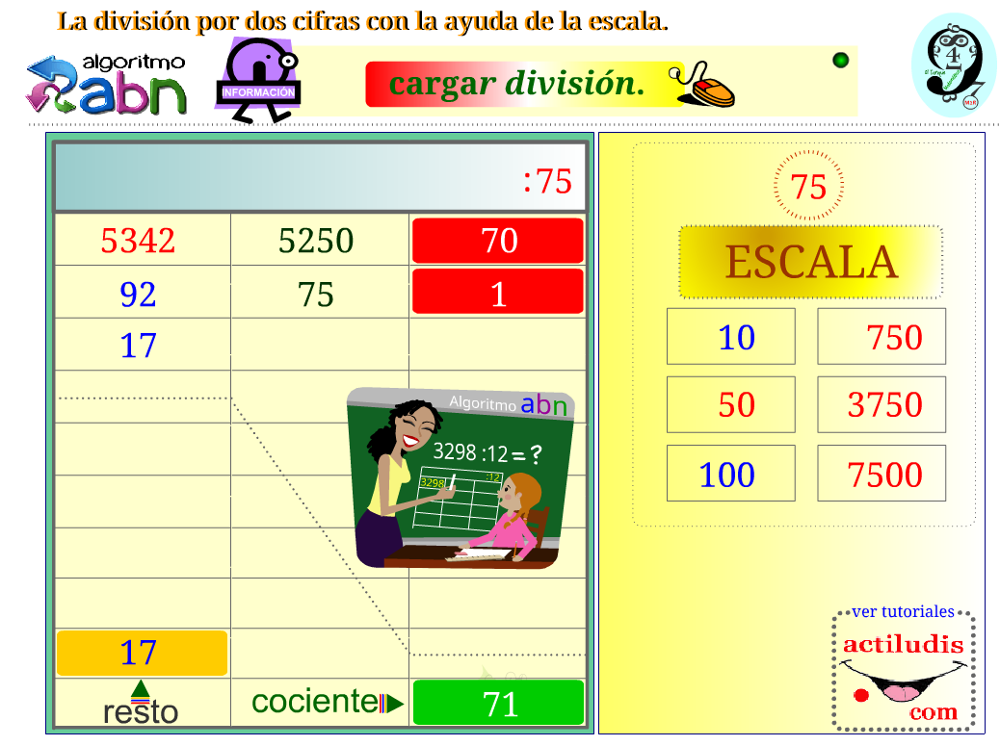 La división por dos cifras con la ayuda de la escala.
algoritmo
abn
INFORMACIÓN
cargar división.
:75
5342 5250 70
92 75 1
17
17
resto cociente 71
Algoritmo abn
3298 :12 = ?
3298 :12
75
ESCALA
10 750
50 3750
100 7500
ver tutoriales
actiludis
com